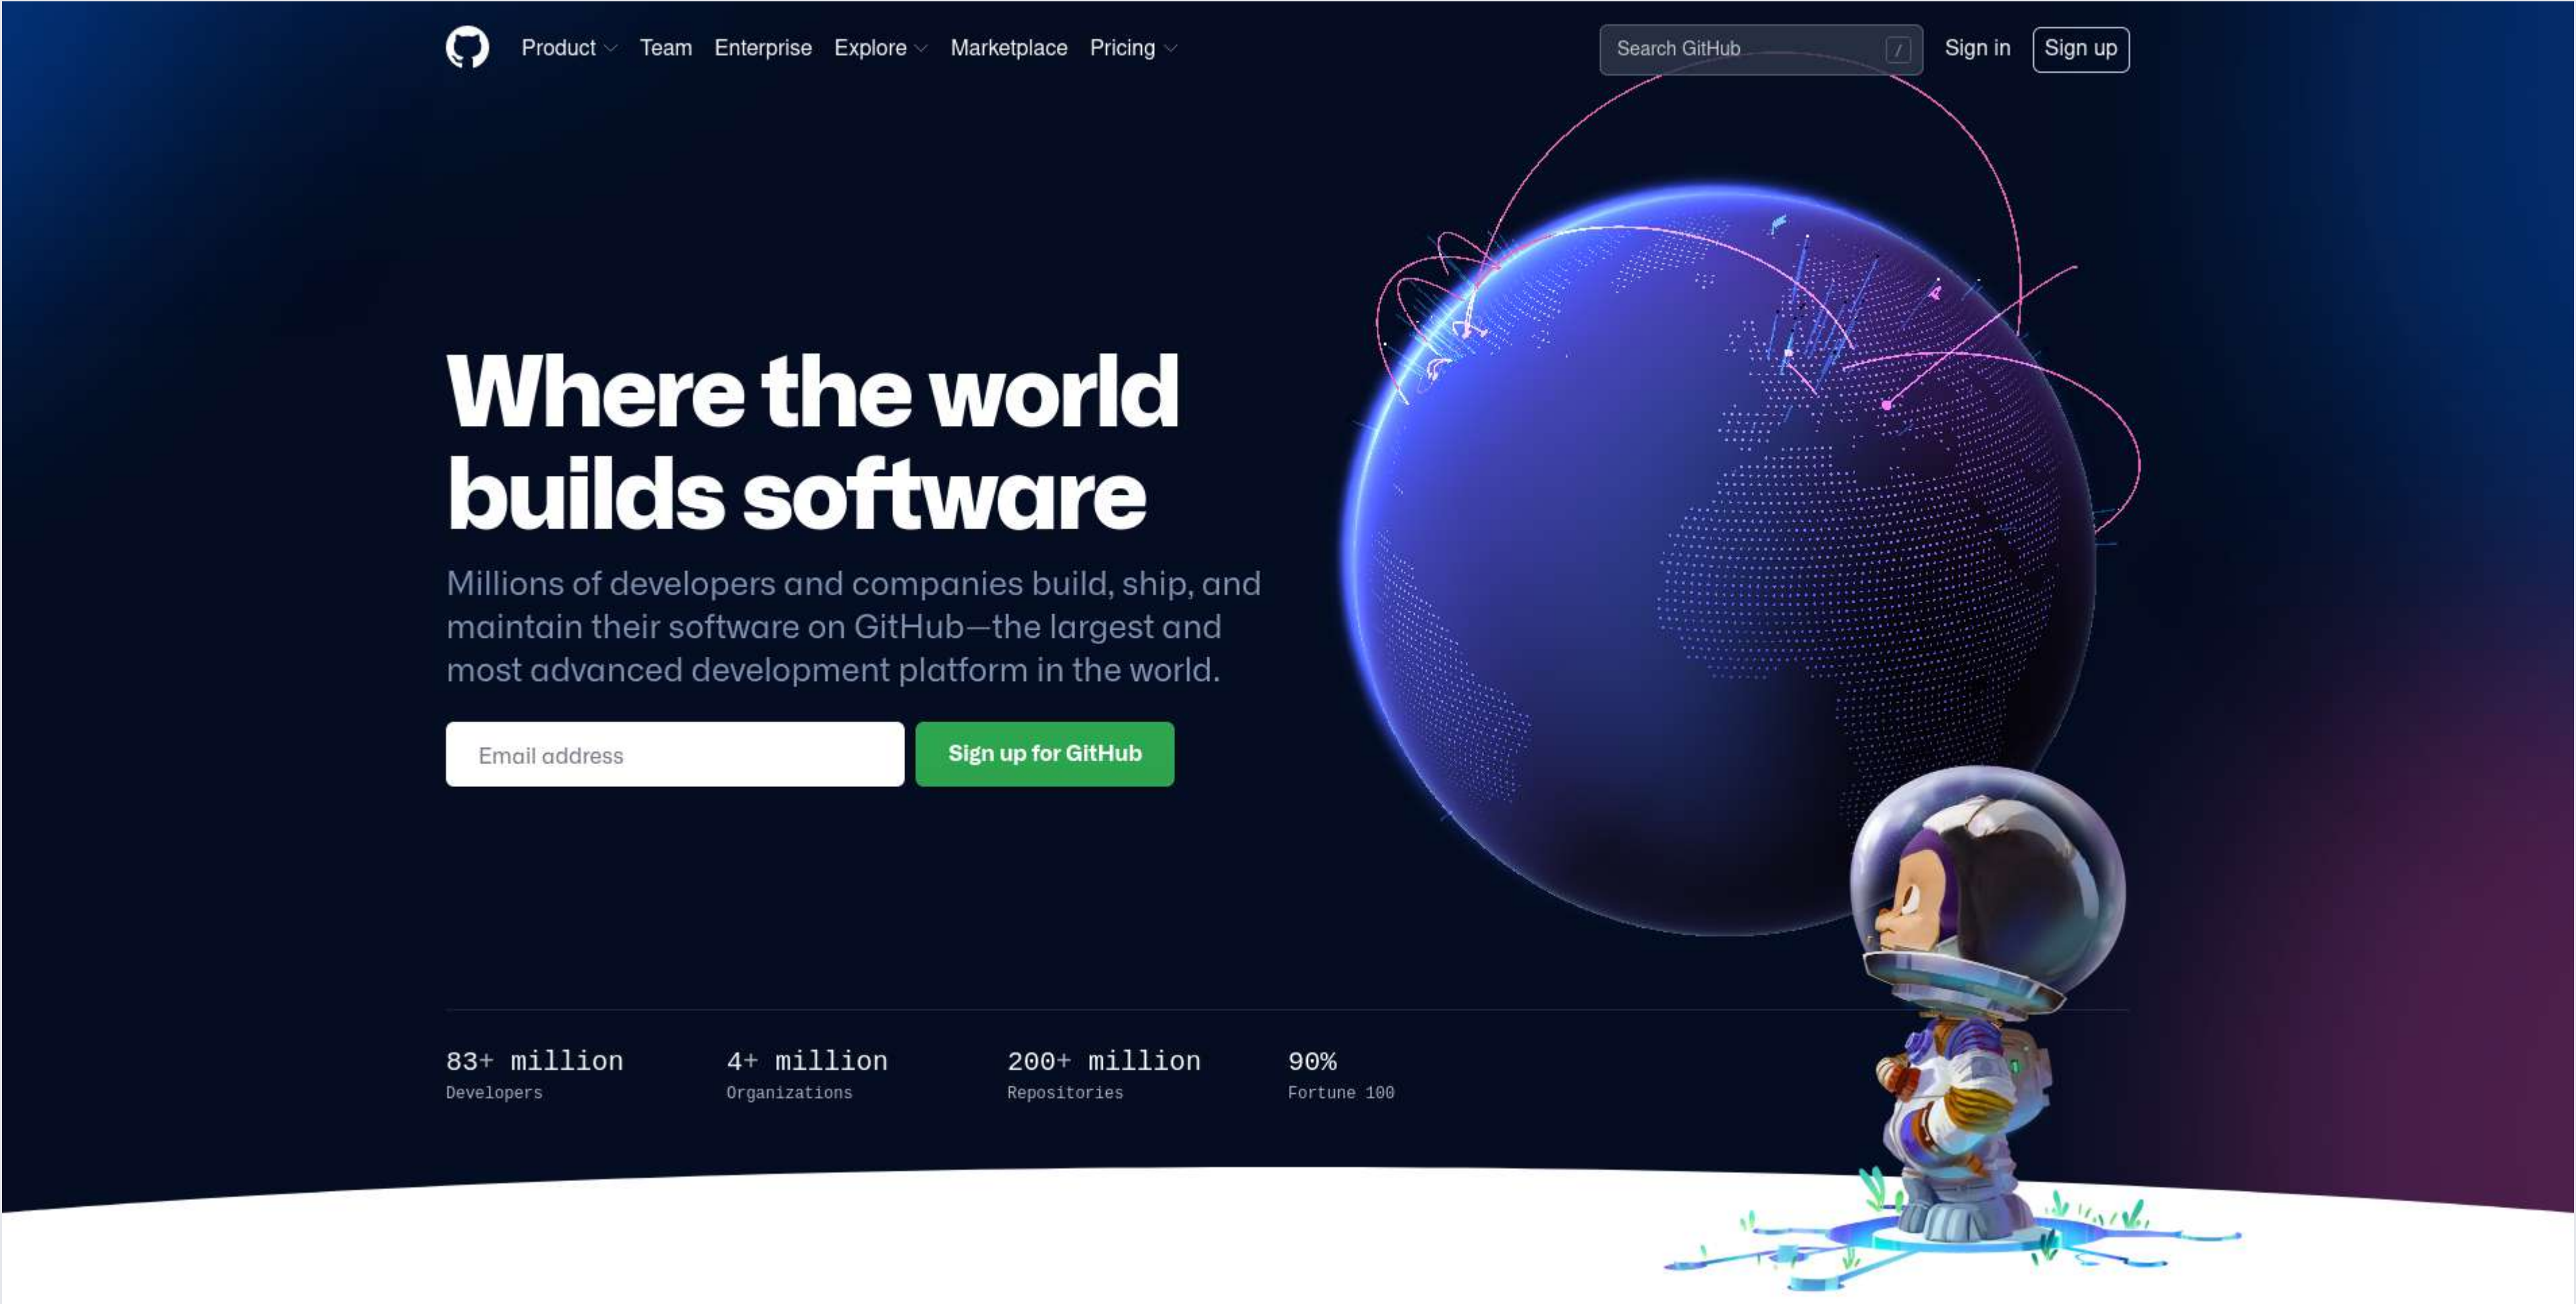 Product Team Enterprise Explore Marketplace Pricing Search GitHub / Sign in Sign up
Where the world
builds software
Millions of developers and companies build, ship, and
maintain their software on GitHub—the largest and
most advanced development platform in the world.
Email address Sign up for GitHub
83+ million 4+ million 200+ million 90%
Developers Organizations Repositories Fortune 100